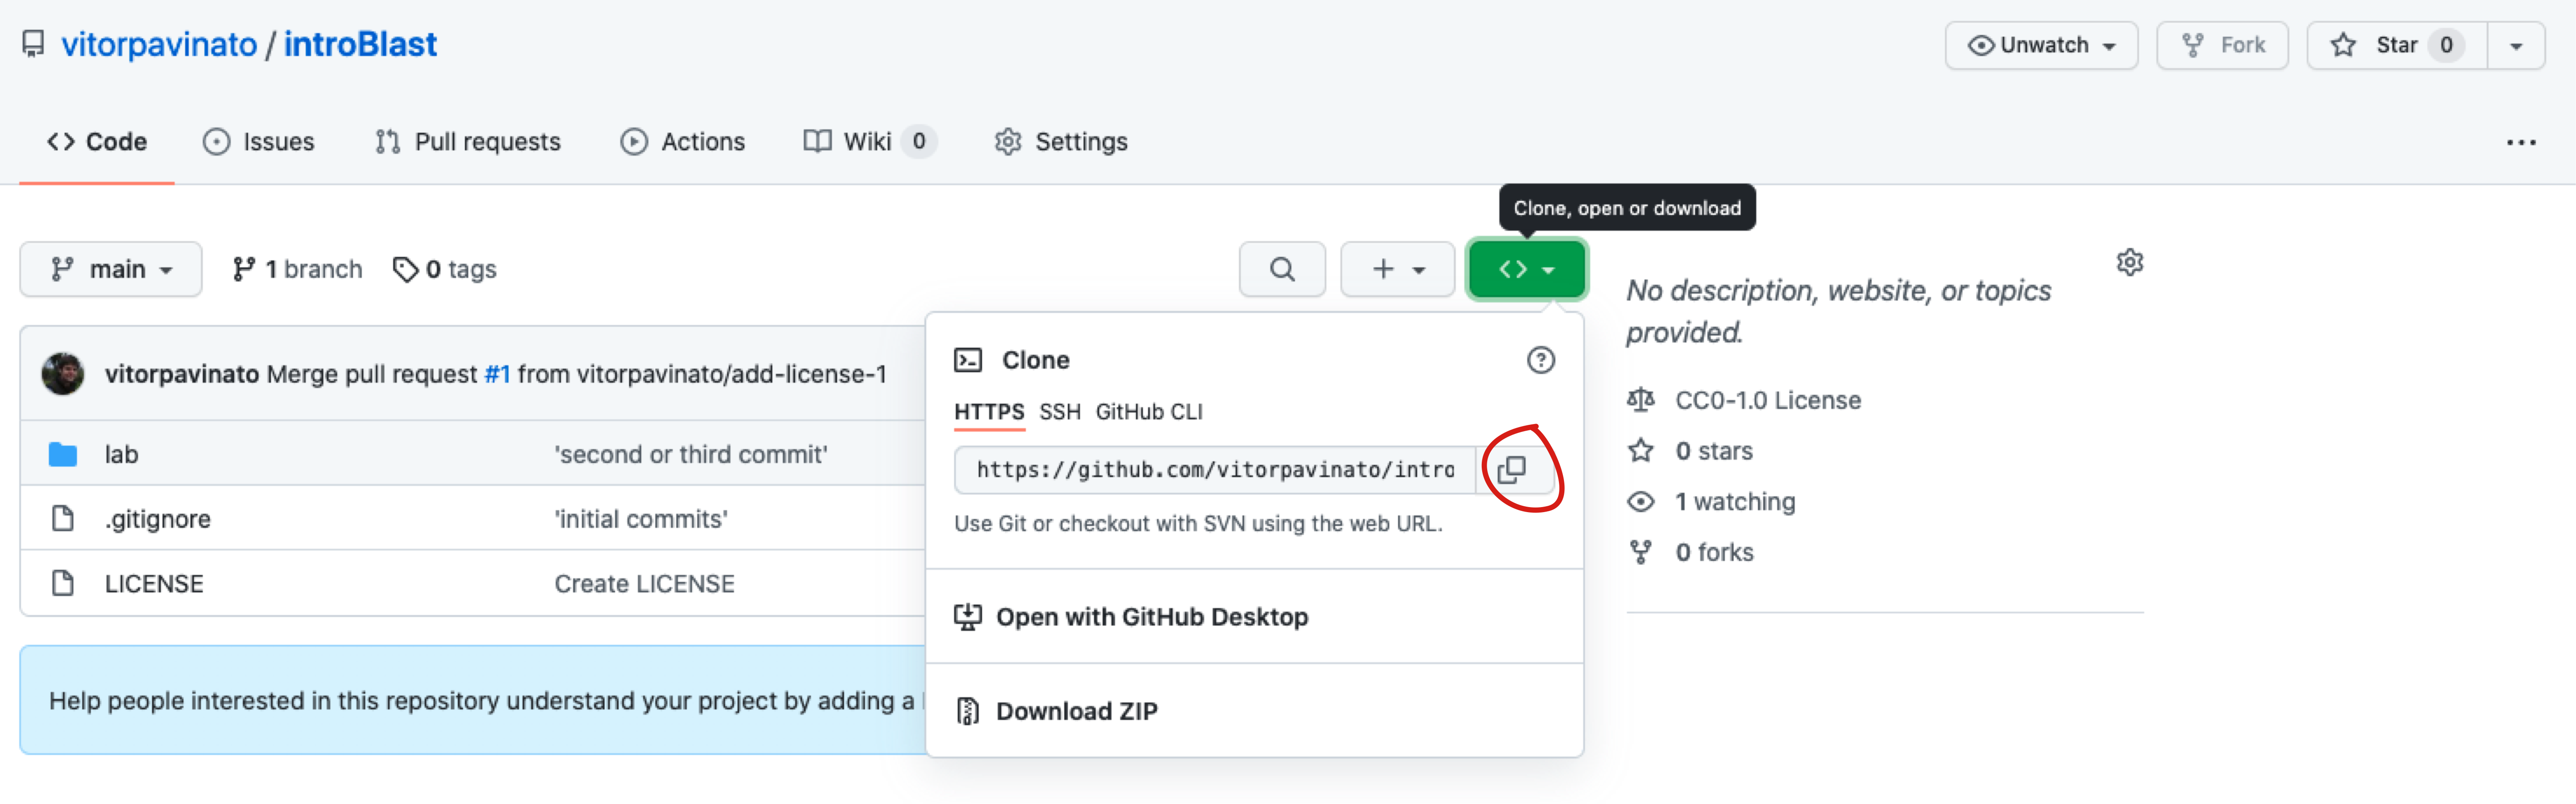 vitorpavinato / introBlast
Unwatch
Fork
Star 0
Code
Issues
Pull requests
Actions
Wiki 0
Settings
Clone, open or download
main
1 branch
0 tags
No description, website, or topics
provided.
vitorpavinato Merge pull request #1 from vitorpavinato/add-license-1
lab 'second or third commit'
.gitignore 'initial commits'
LICENSE Create LICENSE
Help people interested in this repository understand your project by adding a
Clone
HTTPS SSH GitHub CLI
https://github.com/vitorpavinato/intro
Use Git or checkout with SVN using the web URL.
Open with GitHub Desktop
Download ZIP
CC0-1.0 License
0 stars
1 watching
0 forks